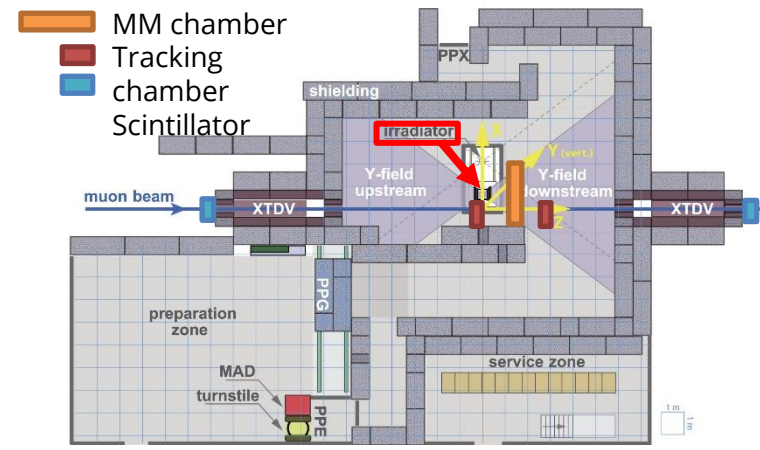 MM chamber
Tracking
chamber
Scintillator
PPX
shielding
irradiator
X
Y (vert.)
Y-field
upstream
Y-field
downstream
muon beam
XTDV
Z
XTDV
PPG
preparation
zone
service zone
MAD
turnstile
PPE
1 m
1 m